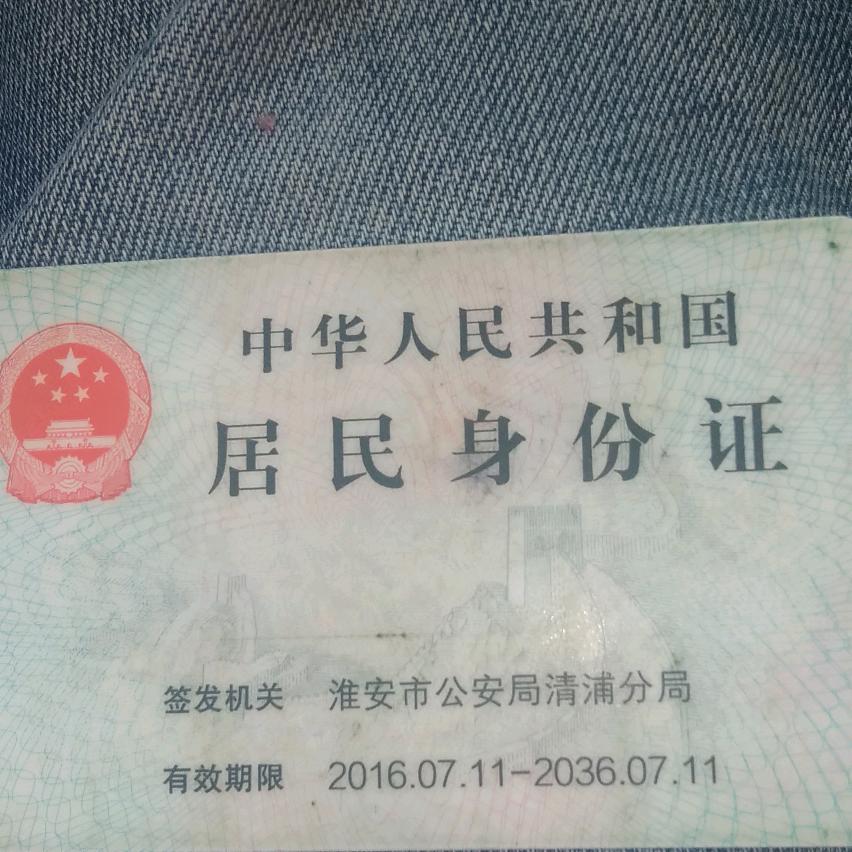 中华人民共和国
居民身份证
签发机关 淮安市公安局清浦分局
有效期限 2016.07.11-2036.07.11